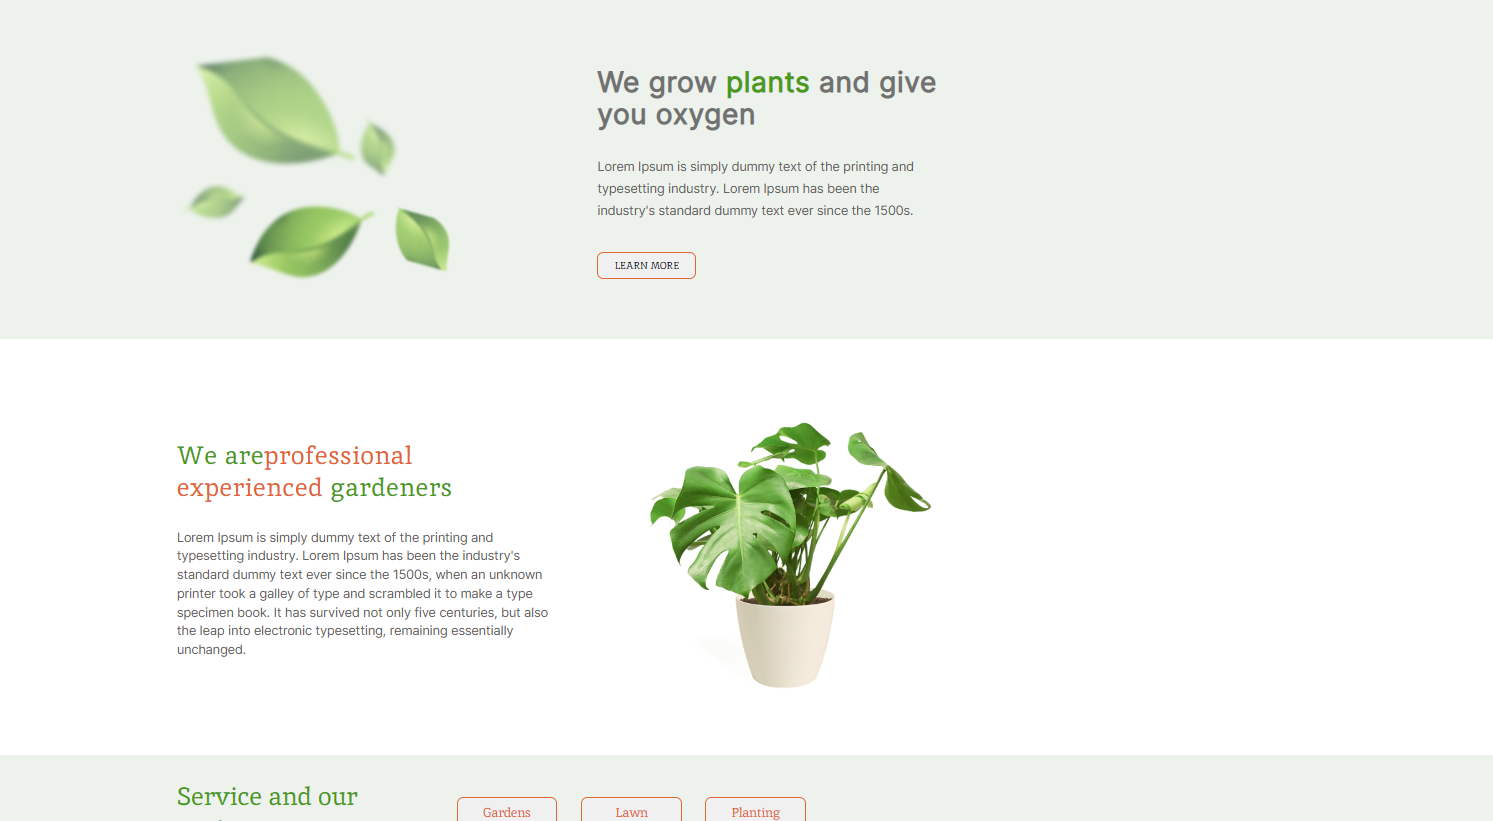 We grow plants and give
you oxygen
Lorem Ipsum is simply dummy text of the printing and
typesetting industry. Lorem Ipsum has been the
industry's standard dummy text ever since the 1500s.
LEARN MORE
We areprofessional
experienced gardeners
Lorem Ipsum is simply dummy text of the printing and
typesetting industry. Lorem Ipsum has been the industry's
standard dummy text ever since the 1500s, when an unknown
printer took a galley of type and scrambled it to make a type
specimen book. It has survived not only five centuries, but also
the leap into electronic typesetting, remaining essentially
unchanged.
Service and our
Gardens
Lawn
Planting